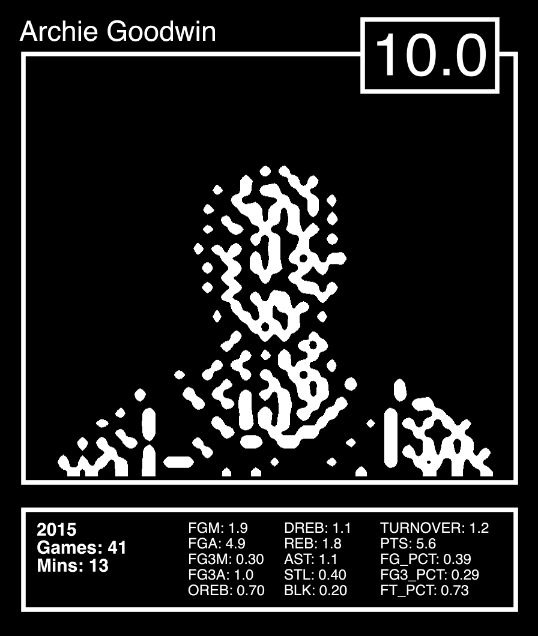 Archie Goodwin
10.0
2015
Games: 41
Mins: 13
FGM: 1.9
FGA: 4.9
FG3M: 0.30
FG3A: 1.0
OREB: 0.70
DREB: 1.1
REB: 1.8
AST: 1.1
STL: 0.40
BLK: 0.20
TURNOVER: 1.2
PTS: 5.6
FG_PCT: 0.39
FG3_PCT: 0.29
FT_PCT: 0.73